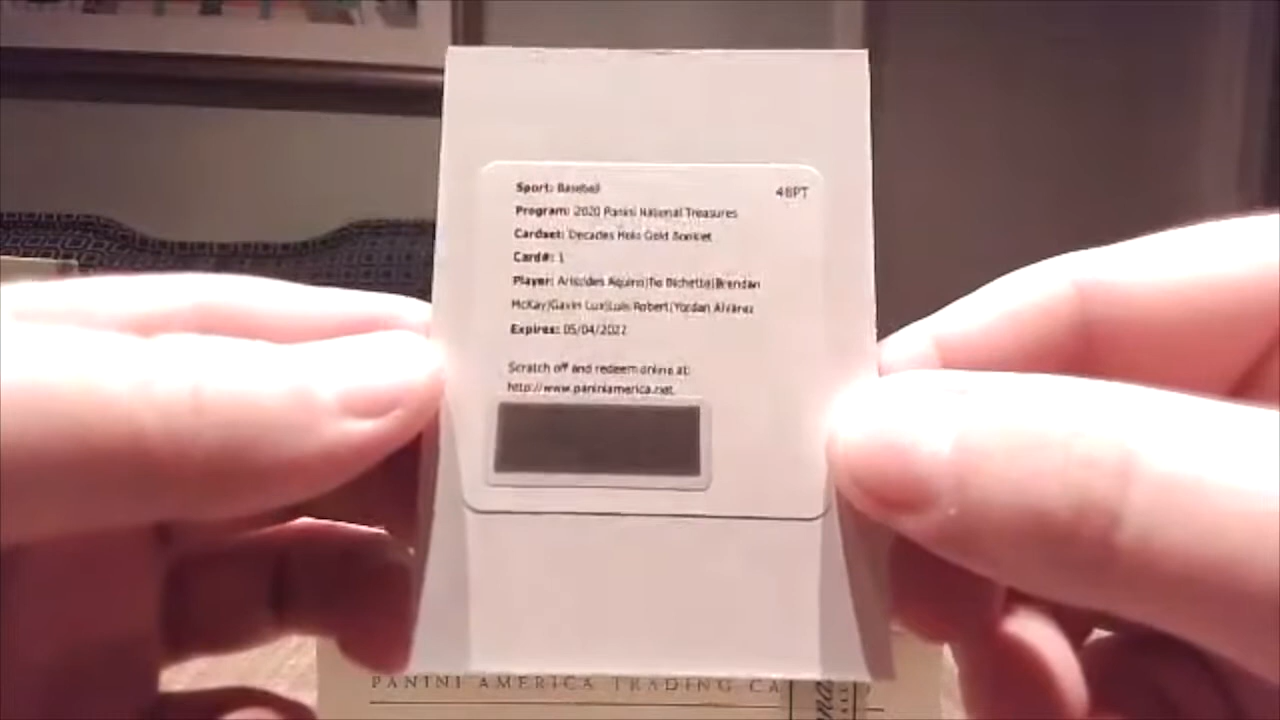 Sport: Baseball
48PT
Program: 2020 Panini National Treasures
Cardset: Decades Holo Gold Booklet
Card#: 1
Player: Aristides Aquino|Bo Bichette|Brendan
McKay|Gavin Lux|Luis Robert|Yordan Alvarez
Expires: 05/04/2022
Scratch off and redeem online at:
http://www.paniniamerica.net
PANINI AMERICA TRADING CA